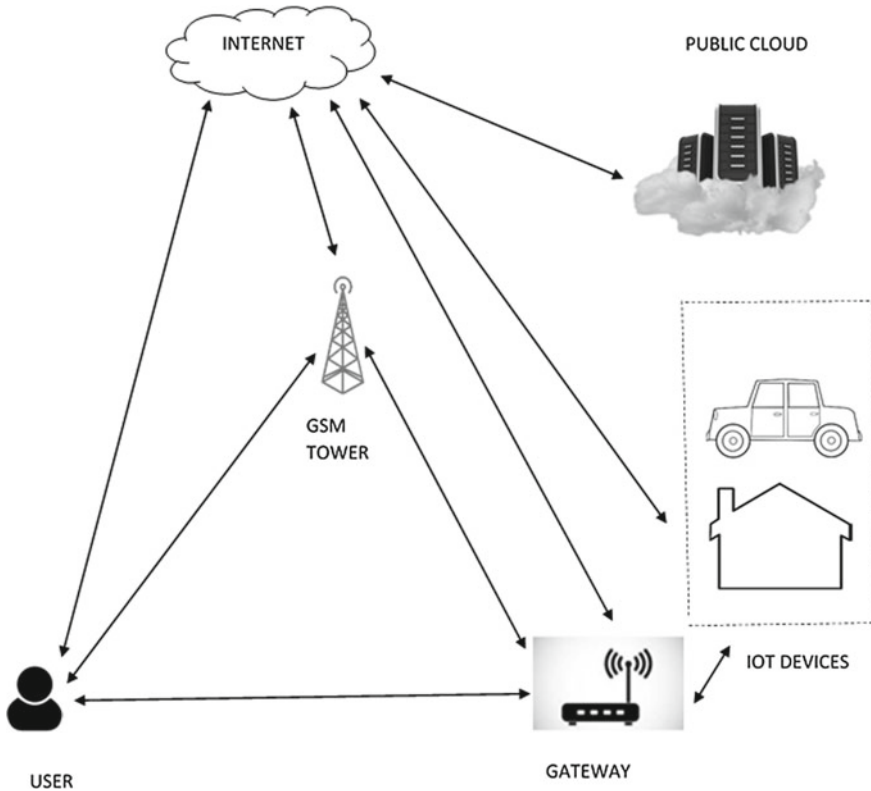 INTERNET
PUBLIC CLOUD
GSM
TOWER
IOT DEVICES
GATEWAY
USER